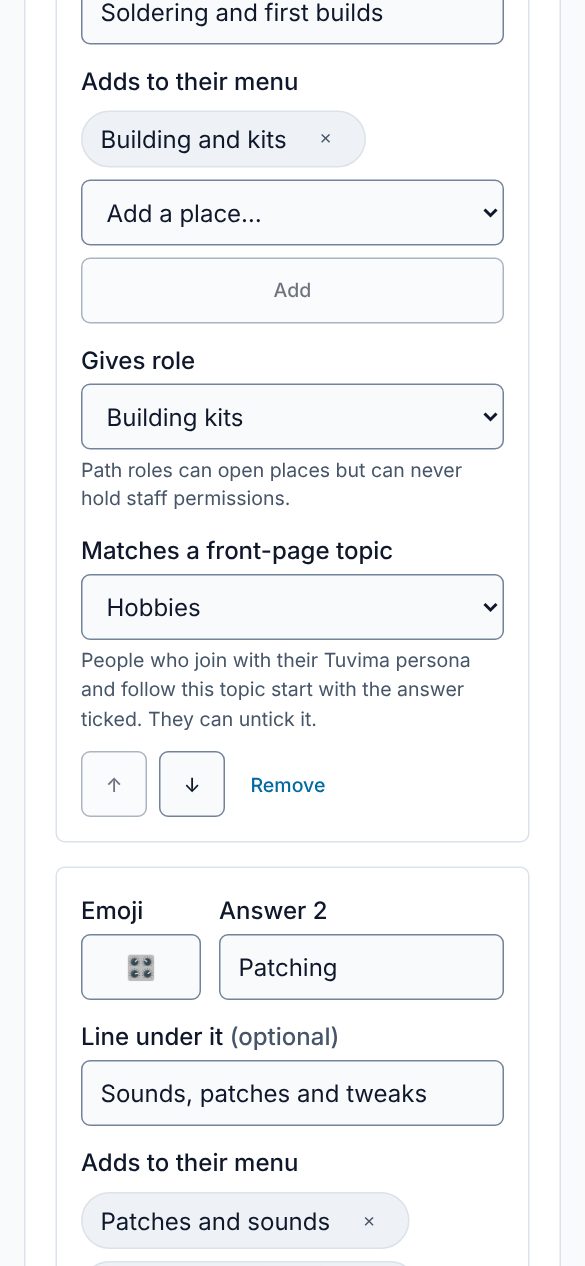 Soldering and first builds
Adds to their menu
Building and kits ×
Add a place...
Add
Gives role
Building kits
Path roles can open places but can never
hold staff permissions.
Matches a front-page topic
Hobbies
People who join with their Tuvima persona
and follow this topic start with the answer
ticked. They can untick it.
↑ ↓ Remove
Emoji Answer 2
Patching
Line under it (optional)
Sounds, patches and tweaks
Adds to their menu
Patches and sounds ×